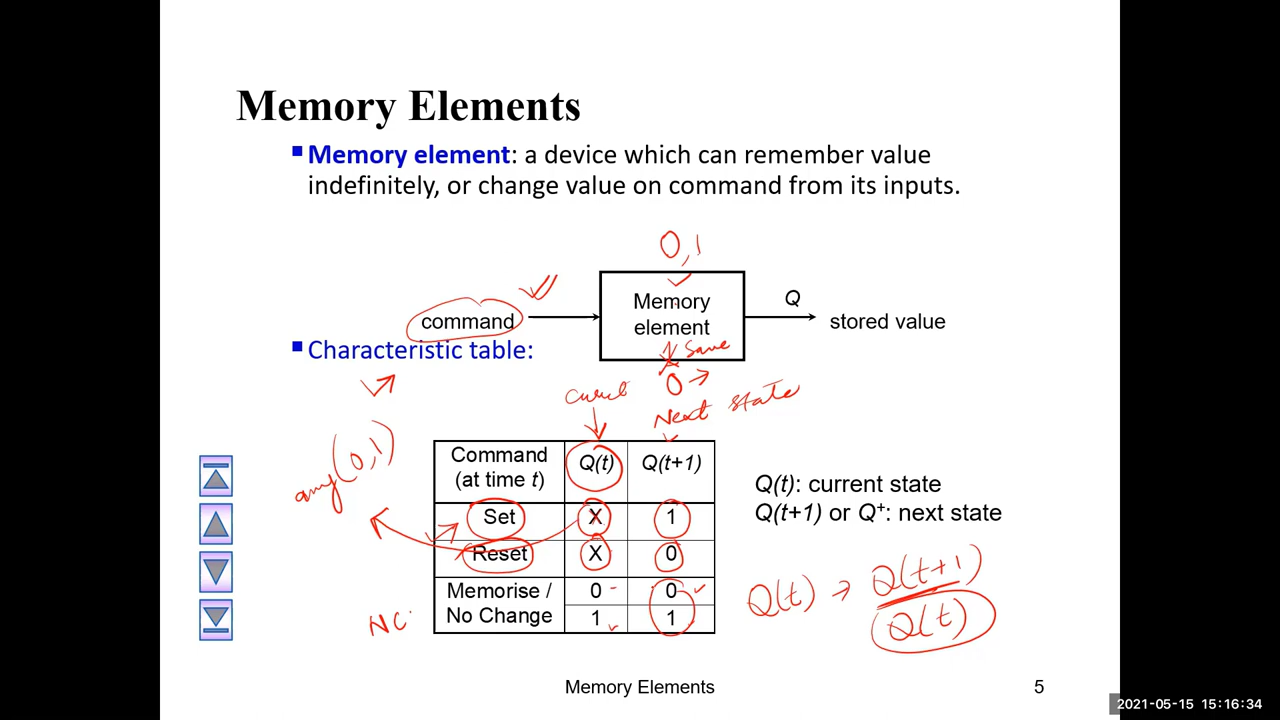 Memory Elements
Memory element: a device which can remember value
indefinitely, or change value on command from its inputs.
0,1
command
Memory
element
Q
stored value
Characteristic table:
Save
0
Next state
any(0,1)
Command
(at time t)
Q(t)
Q(t+1)
Set
X
1
Reset
X
0
Memorise /
No Change
0
0
1
1
NC
Q(t): current state
Q(t+1) or Q+: next state
Q(t) → Q(t+1)
Q(t)
Memory Elements
5
2021-05-15 15:16:34